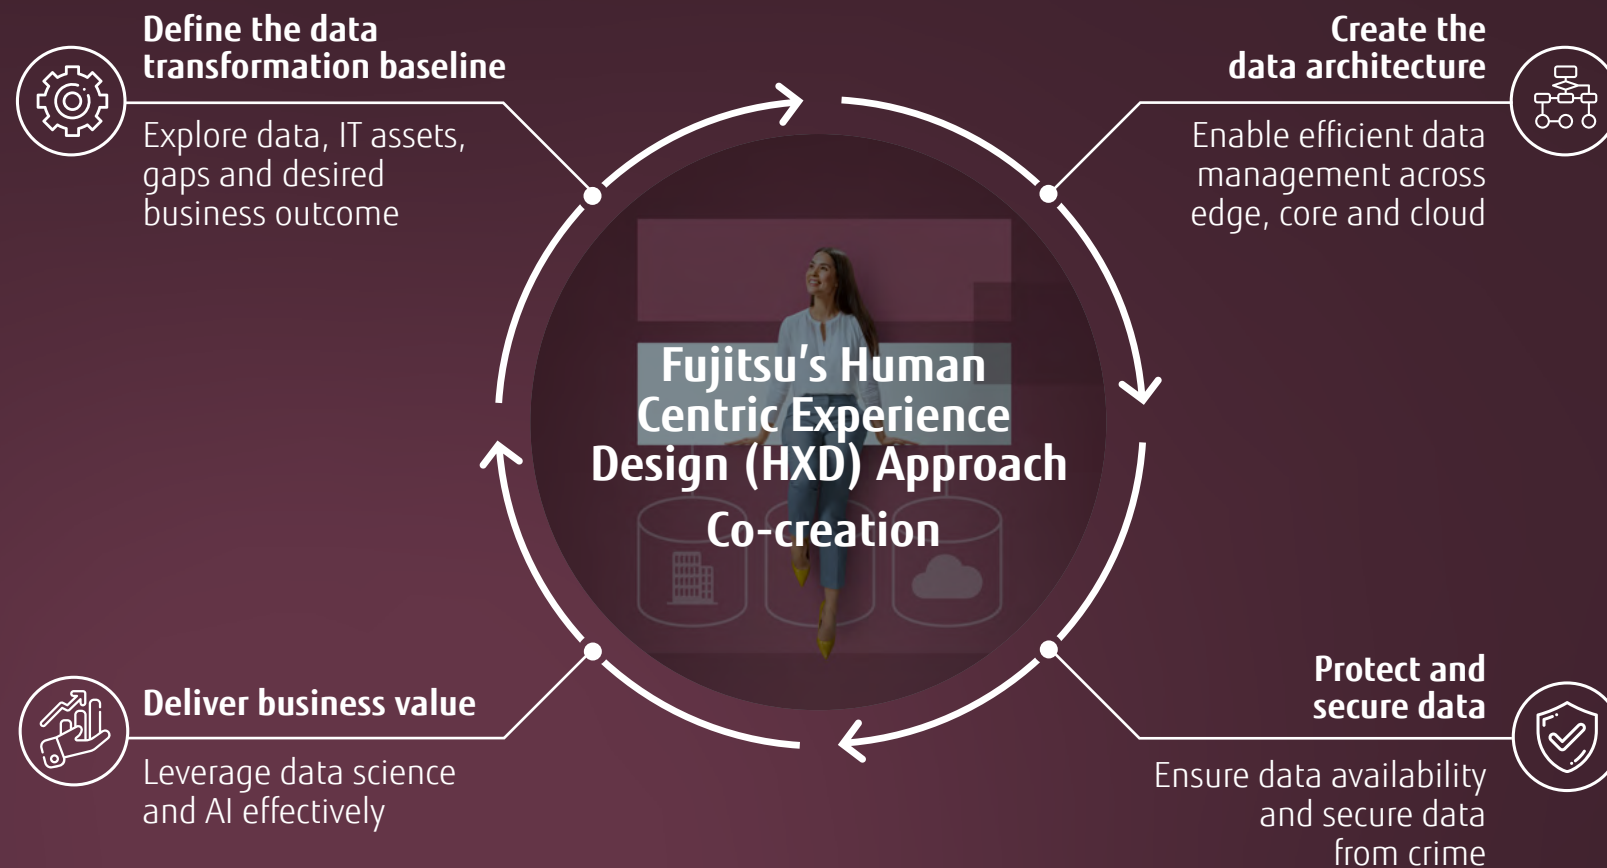 Define the data
transformation baseline
Explore data, IT assets,
gaps and desired
business outcome
Create the
data architecture
Enable efficient data
management across
edge, core and cloud
Fujitsu's Human
Centric Experience
Design (HXD) Approach
Co-creation
Deliver business value
Leverage data science
and AI effectively
Protect and
secure data
Ensure data availability
and secure data
from crime